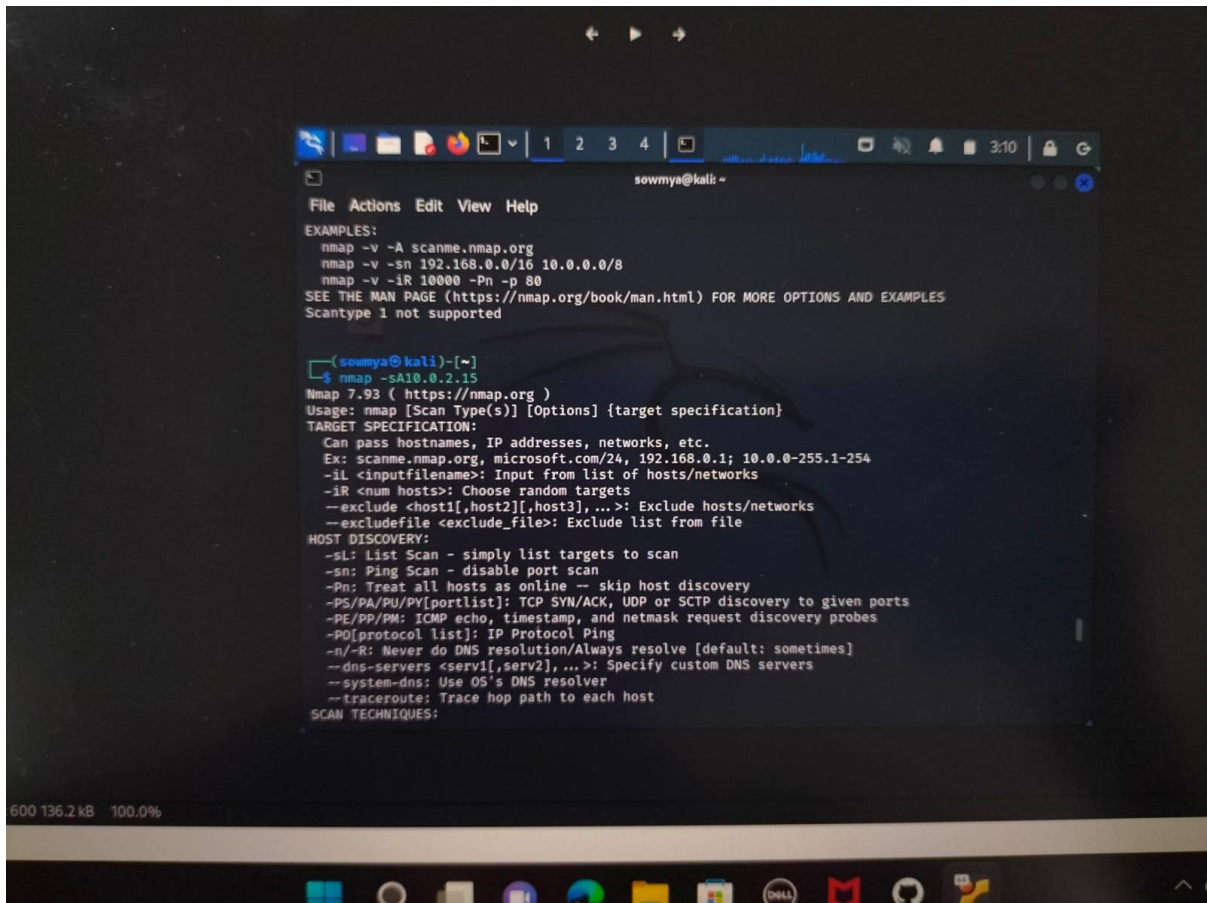 1 2 3 4 3:10
sowmya@kali: ~
File Actions Edit View Help
EXAMPLES:
nmap -v -A scanme.nmap.org
nmap -v -sn 192.168.0.0/16 10.0.0.0/8
nmap -v -iR 10000 -Pn -p 80
SEE THE MAN PAGE (https://nmap.org/book/man.html) FOR MORE OPTIONS AND EXAMPLES
Scantype 1 not supported
(sowmya㉿kali)-[~]
$ nmap -sA10.0.2.15
Nmap 7.93 ( https://nmap.org )
Usage: nmap [Scan Type(s)] [Options] {target specification}
TARGET SPECIFICATION:
Can pass hostnames, IP addresses, networks, etc.
Ex: scanme.nmap.org, microsoft.com/24, 192.168.0.1; 10.0.0-255.1-254
-iL <inputfilename>: Input from list of hosts/networks
-iR <num hosts>: Choose random targets
--exclude <host1[,host2][,host3],...>: Exclude hosts/networks
--excludefile <exclude_file>: Exclude list from file
HOST DISCOVERY:
-sL: List Scan - simply list targets to scan
-sn: Ping Scan - disable port scan
-Pn: Treat all hosts as online -- skip host discovery
-PS/PA/PU/PY[portlist]: TCP SYN/ACK, UDP or SCTP discovery to given ports
-PE/PP/PM: ICMP echo, timestamp, and netmask request discovery probes
-PO[protocol list]: IP Protocol Ping
-n/-R: Never do DNS resolution/Always resolve [default: sometimes]
--dns-servers <serv1[,serv2],...>: Specify custom DNS servers
--system-dns: Use OS's DNS resolver
--traceroute: Trace hop path to each host
SCAN TECHNIQUES:
600 136.2 kB 100.0%
DELL